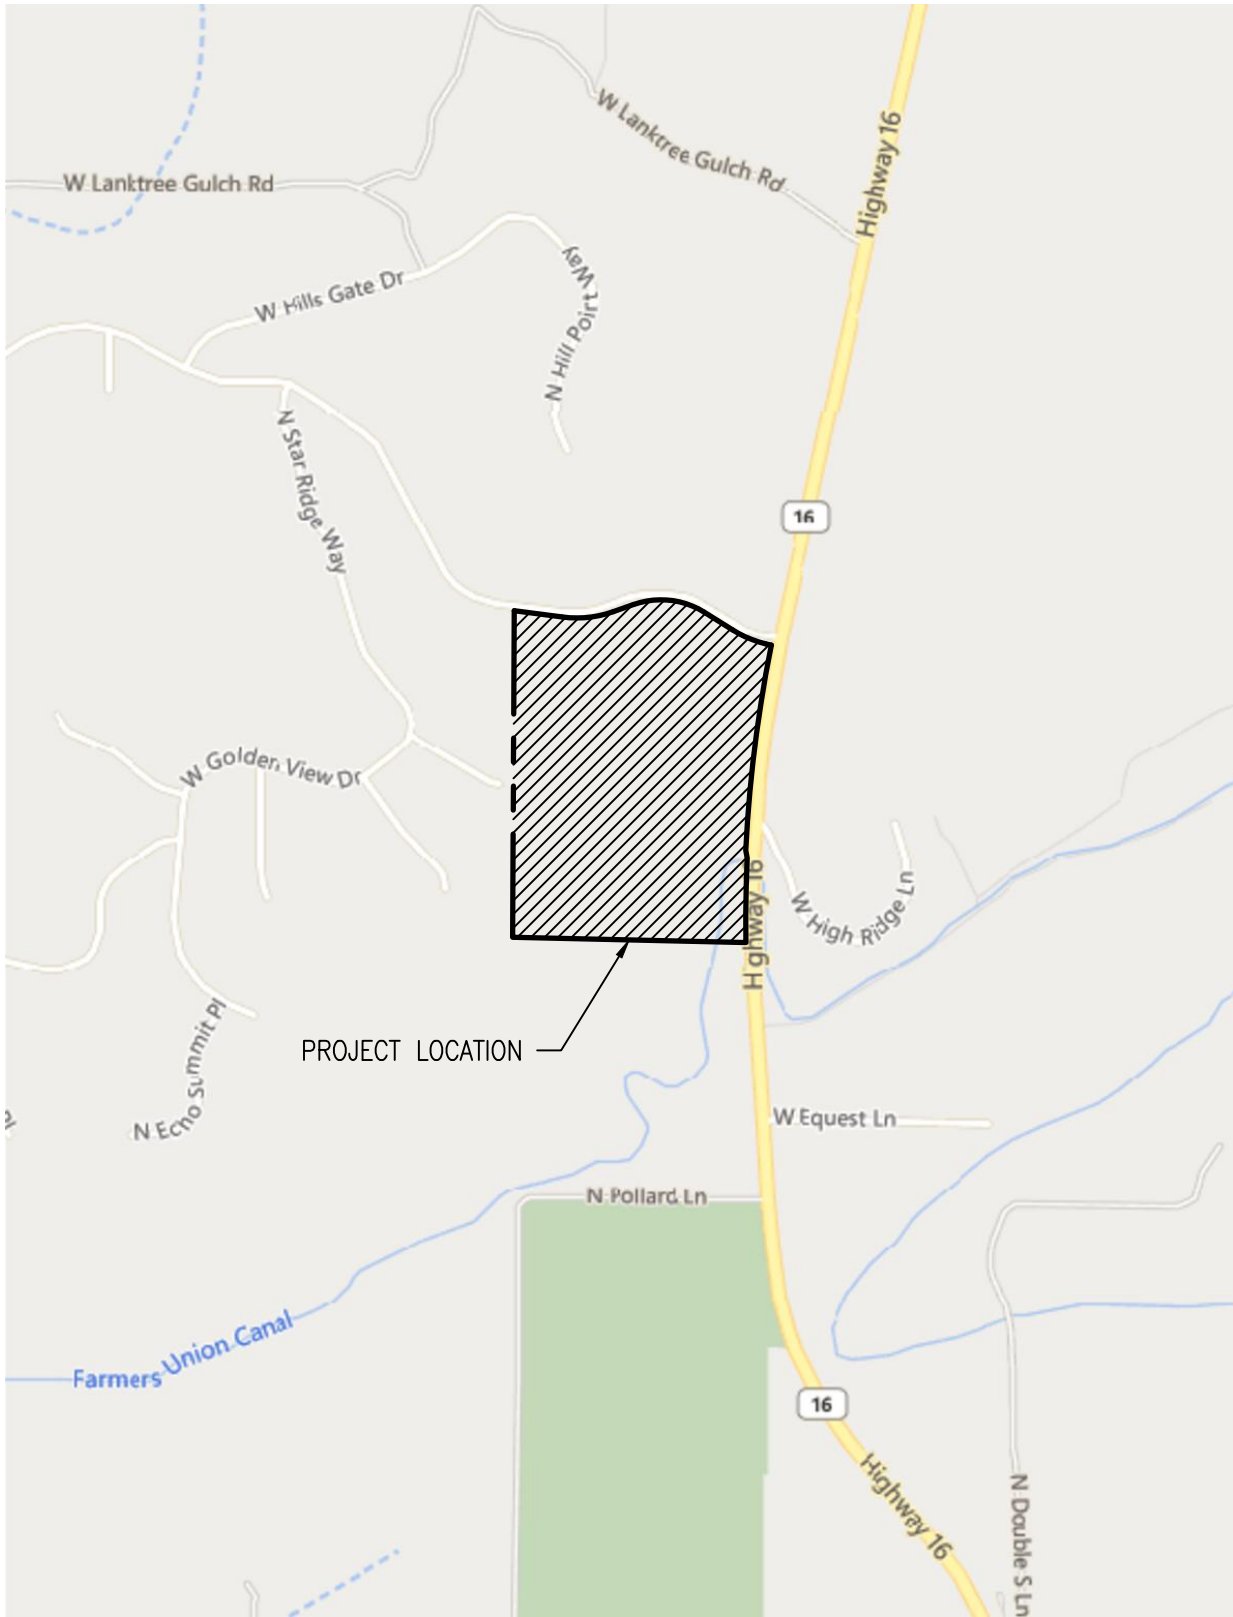 W Lanktree Gulch Rd
Highway 16
W Lanktree Gulch Rd
W Hills Gate Dr
N Hill Point Way
N Star Ridge Way
16
W Golden View Dr
Highway 16
W High Ridge Ln
N Echo Summit Pl
PROJECT LOCATION
W Equest Ln
Pl
N Pollard Ln
Farmers Union Canal
16
Highway 16
N Double S Ln